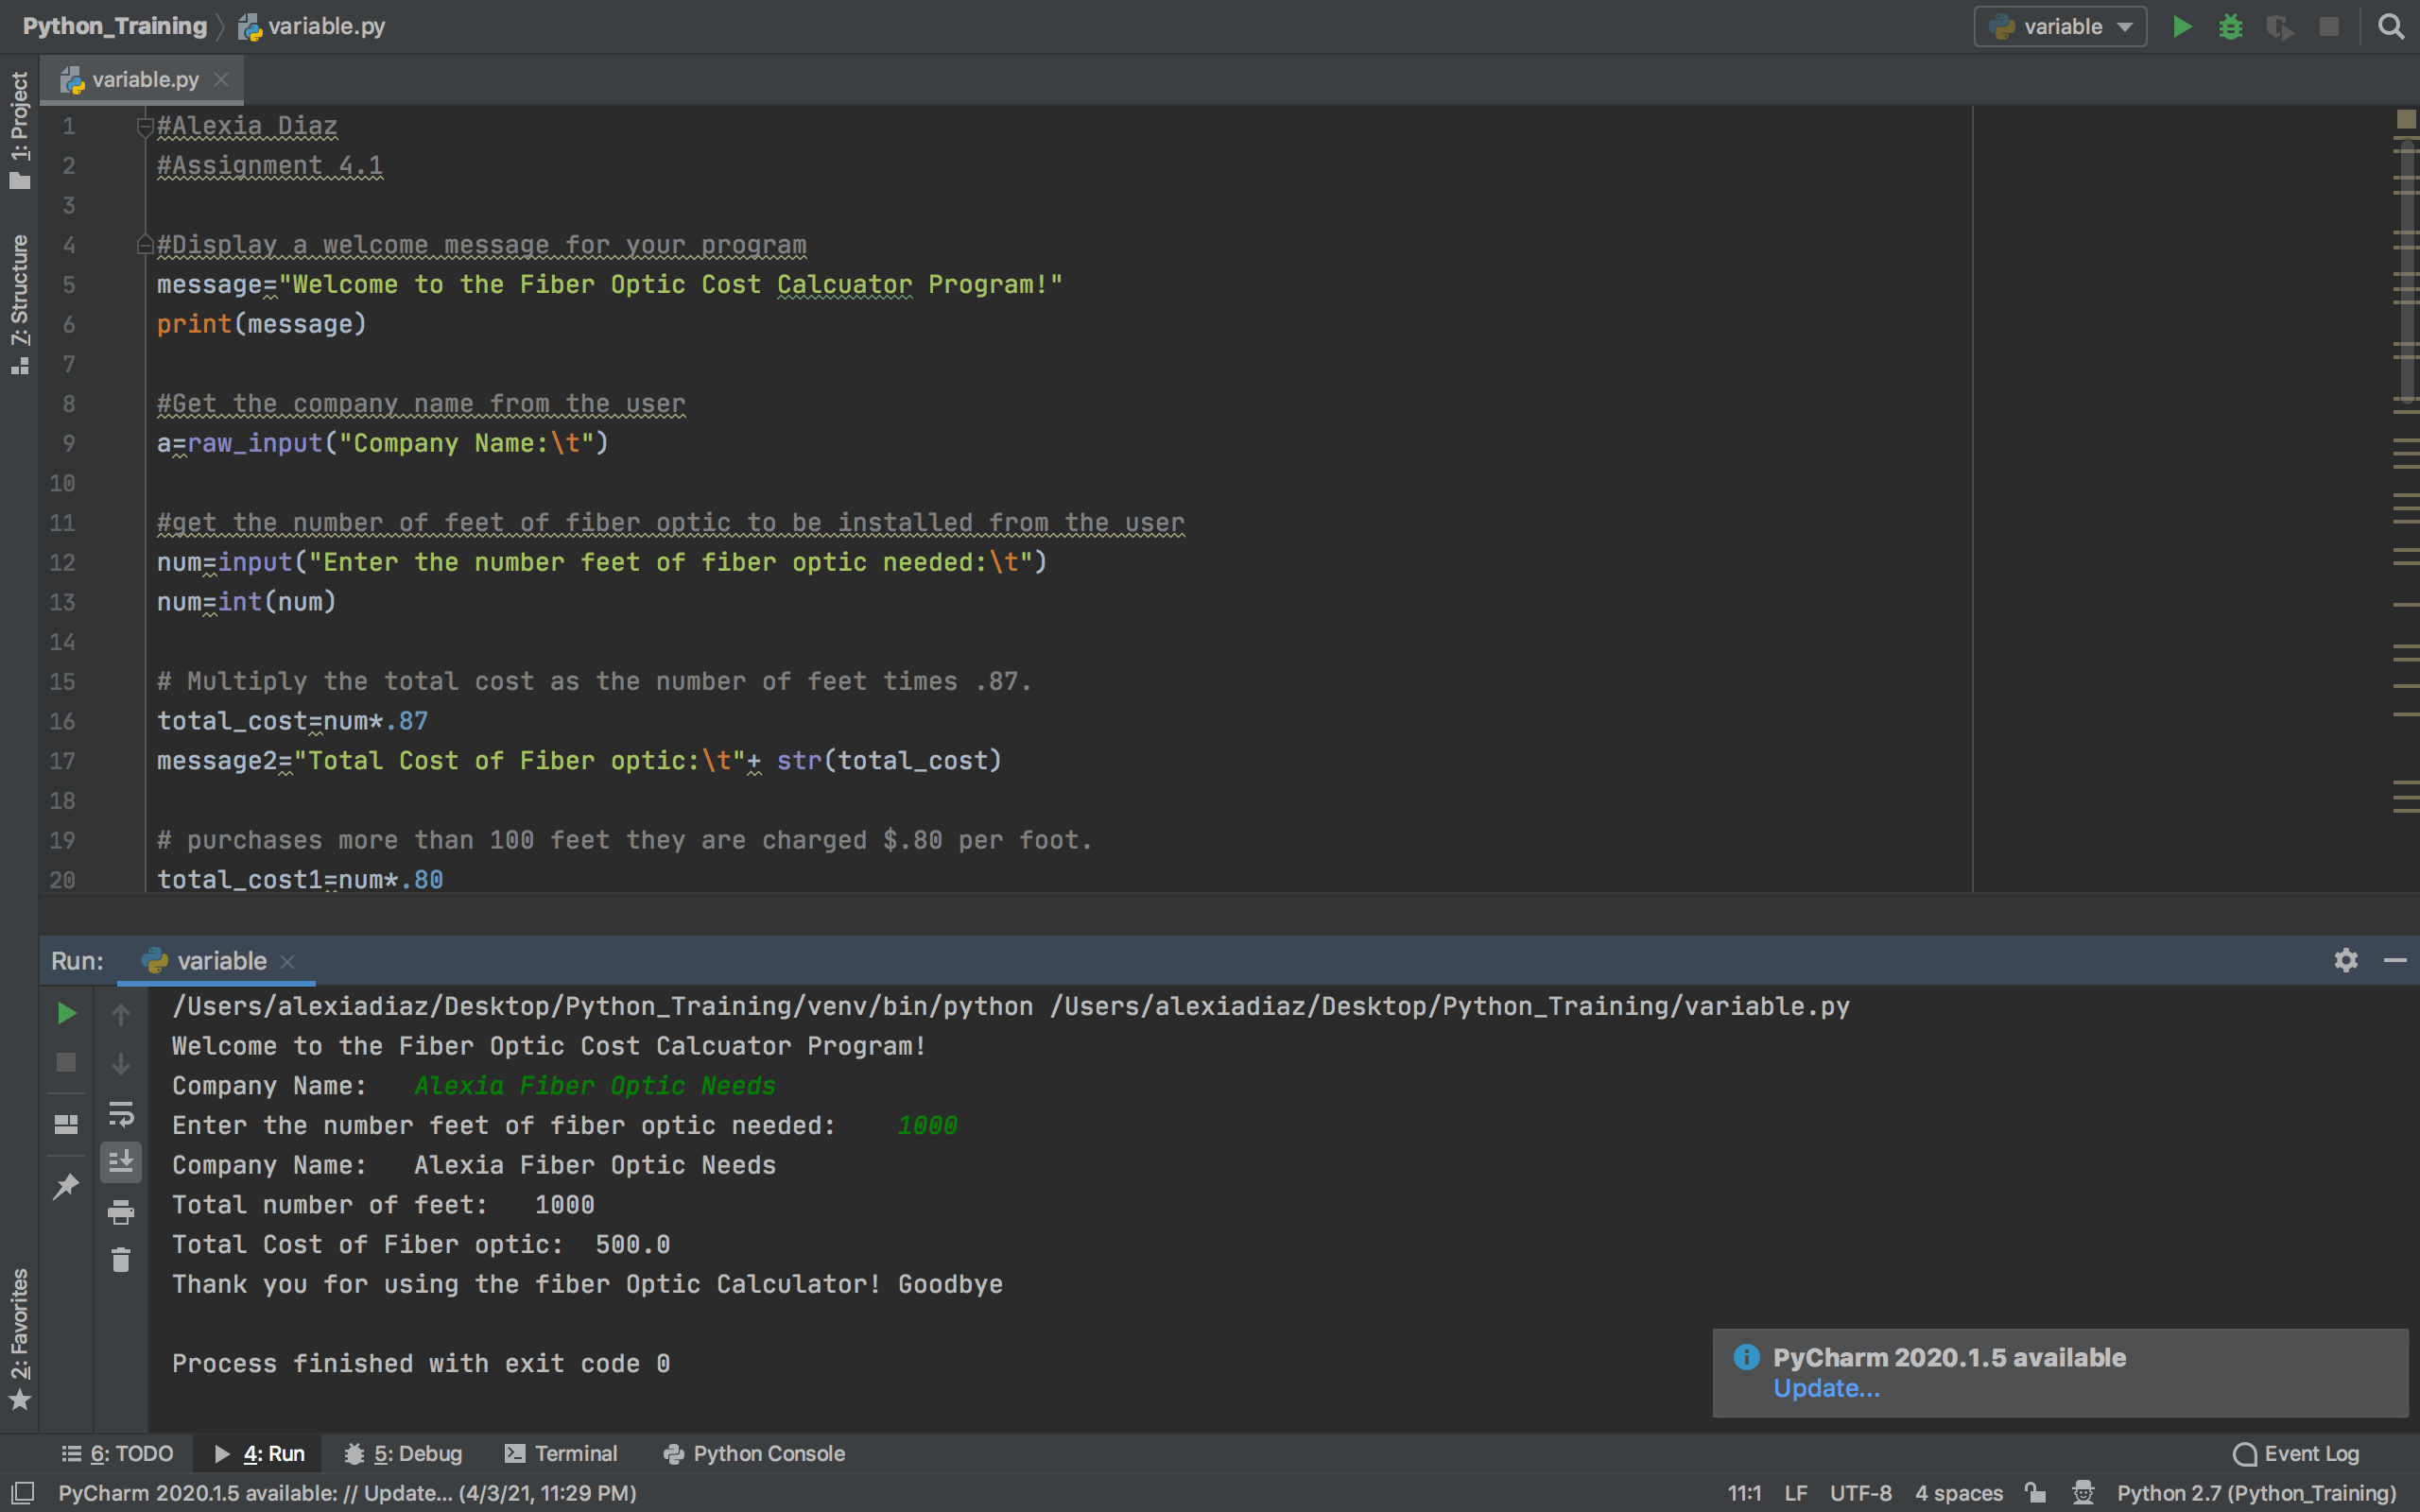 Python_Training variable.py variable
variable.py
1: Project
7: Structure
2: Favorites
1 #Alexia Diaz
2 #Assignment 4.1
3
4 #Display a welcome message for your program
5 message="Welcome to the Fiber Optic Cost Calcuator Program!"
6 print(message)
7
8 #Get the company name from the user
9 a=raw_input("Company Name:\t")
10
11 #get the number of feet of fiber optic to be installed from the user
12 num=input("Enter the number feet of fiber optic needed:\t")
13 num=int(num)
14
15 # Multiply the total cost as the number of feet times .87.
16 total_cost=num*.87
17 message2="Total Cost of Fiber optic:\t"+ str(total_cost)
18
19 # purchases more than 100 feet they are charged $.80 per foot.
20 total_cost1=num*.80
Run: variable
/Users/alexiadiaz/Desktop/Python_Training/venv/bin/python /Users/alexiadiaz/Desktop/Python_Training/variable.py
Welcome to the Fiber Optic Cost Calcuator Program!
Company Name: Alexia Fiber Optic Needs
Enter the number feet of fiber optic needed: 1000
Company Name: Alexia Fiber Optic Needs
Total number of feet: 1000
Total Cost of Fiber optic: 500.0
Thank you for using the fiber Optic Calculator! Goodbye
Process finished with exit code 0
PyCharm 2020.1.5 available
Update...
6: TODO 4: Run 5: Debug Terminal Python Console Event Log
PyCharm 2020.1.5 available: // Update... (4/3/21, 11:29 PM) 11:1 LF UTF-8 4 spaces Python 2.7 (Python_Training)